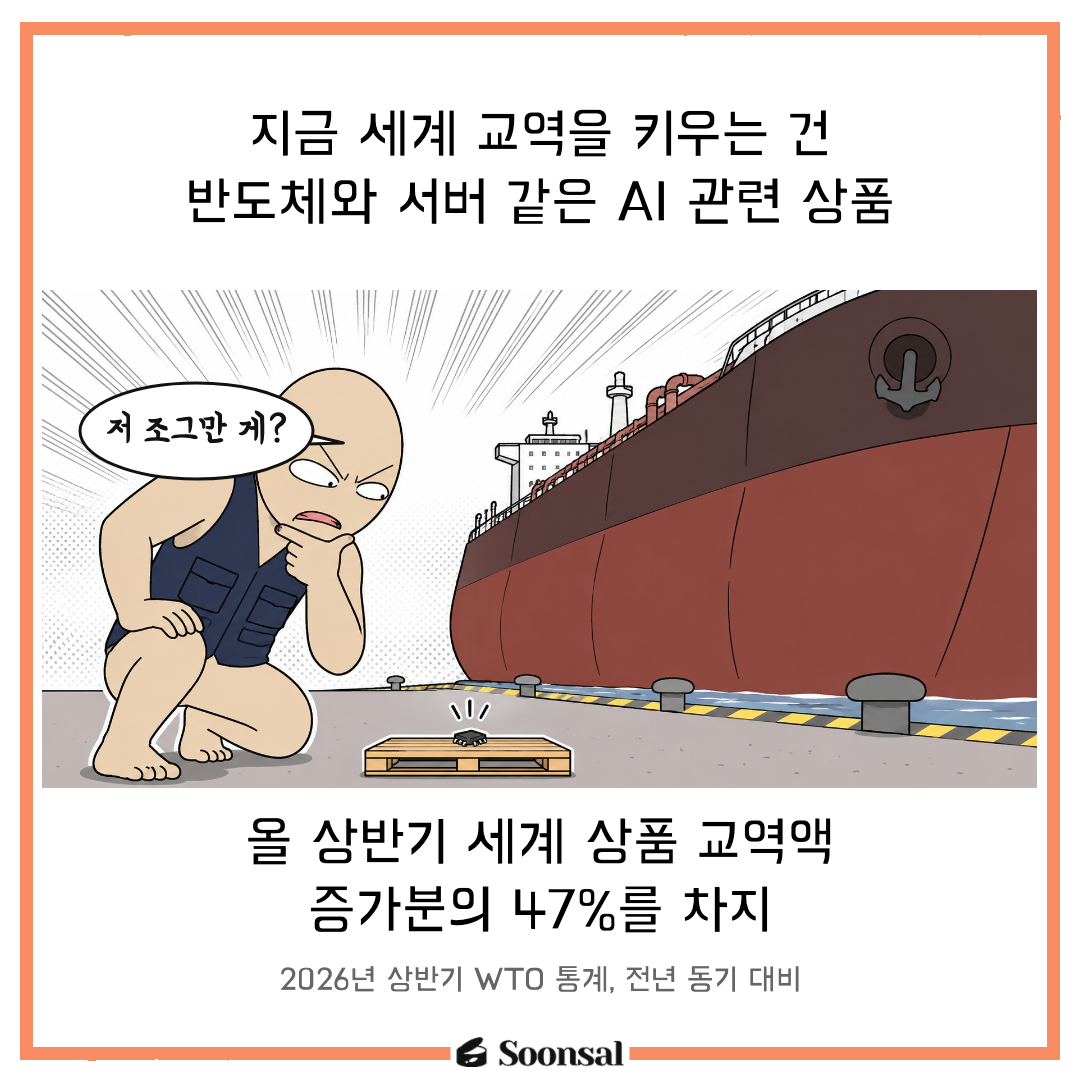 지금 세계 교역을 키우는 건
반도체와 서버 같은 AI 관련 상품
저 조그만 게?
올 상반기 세계 상품 교역액
증가분의 47%를 차지
2026년 상반기 WTO 통계, 전년 동기 대비
Soonsal